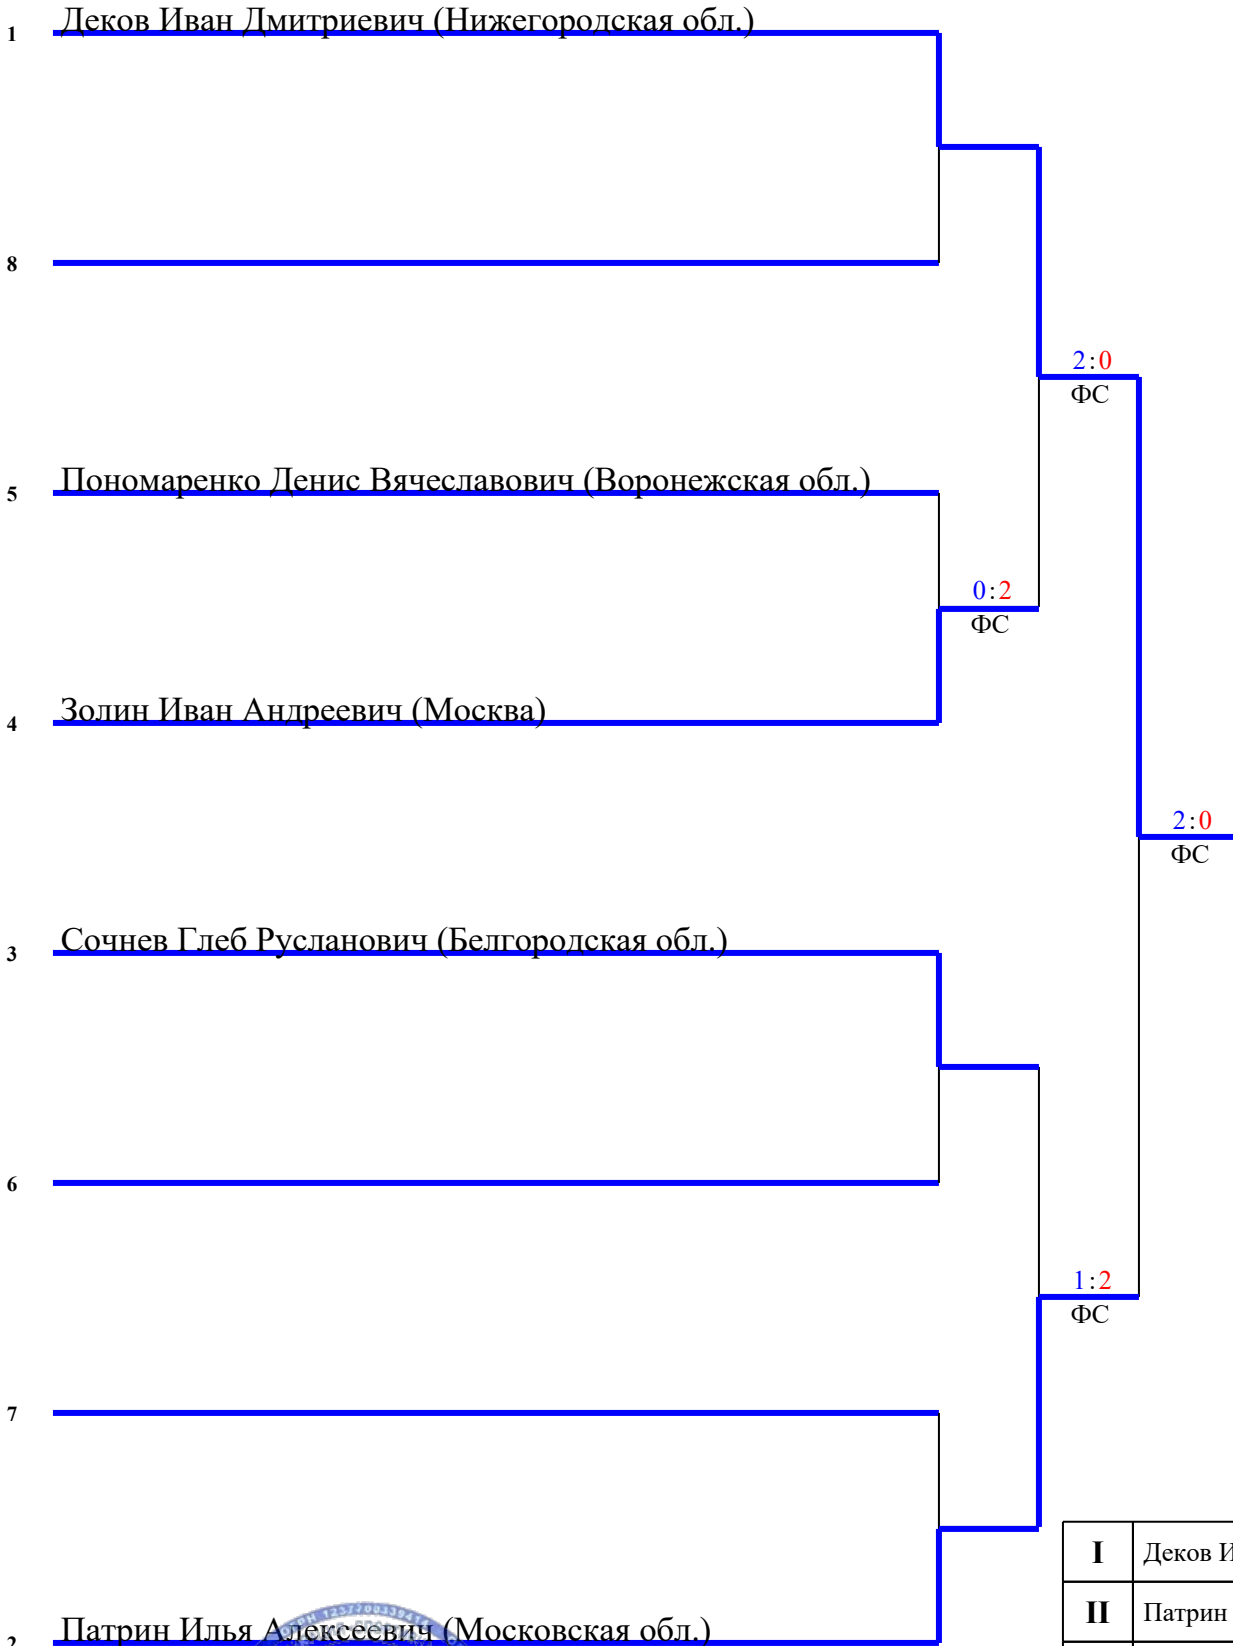 1 Деков Иван Дмитриевич (Нижегородская обл.)
8
2:0
ФС
5 Пономаренко Денис Вячеславович (Воронежская обл.)
0:2
ФС
4 Золин Иван Андреевич (Москва)
2:0
ФС
3 Сочнев Глеб Русланович (Белгородская обл.)
6
1:2
ФС
7
I Деков И
II Патрин
2 Патрин Илья Алексеевич (Московская обл.)